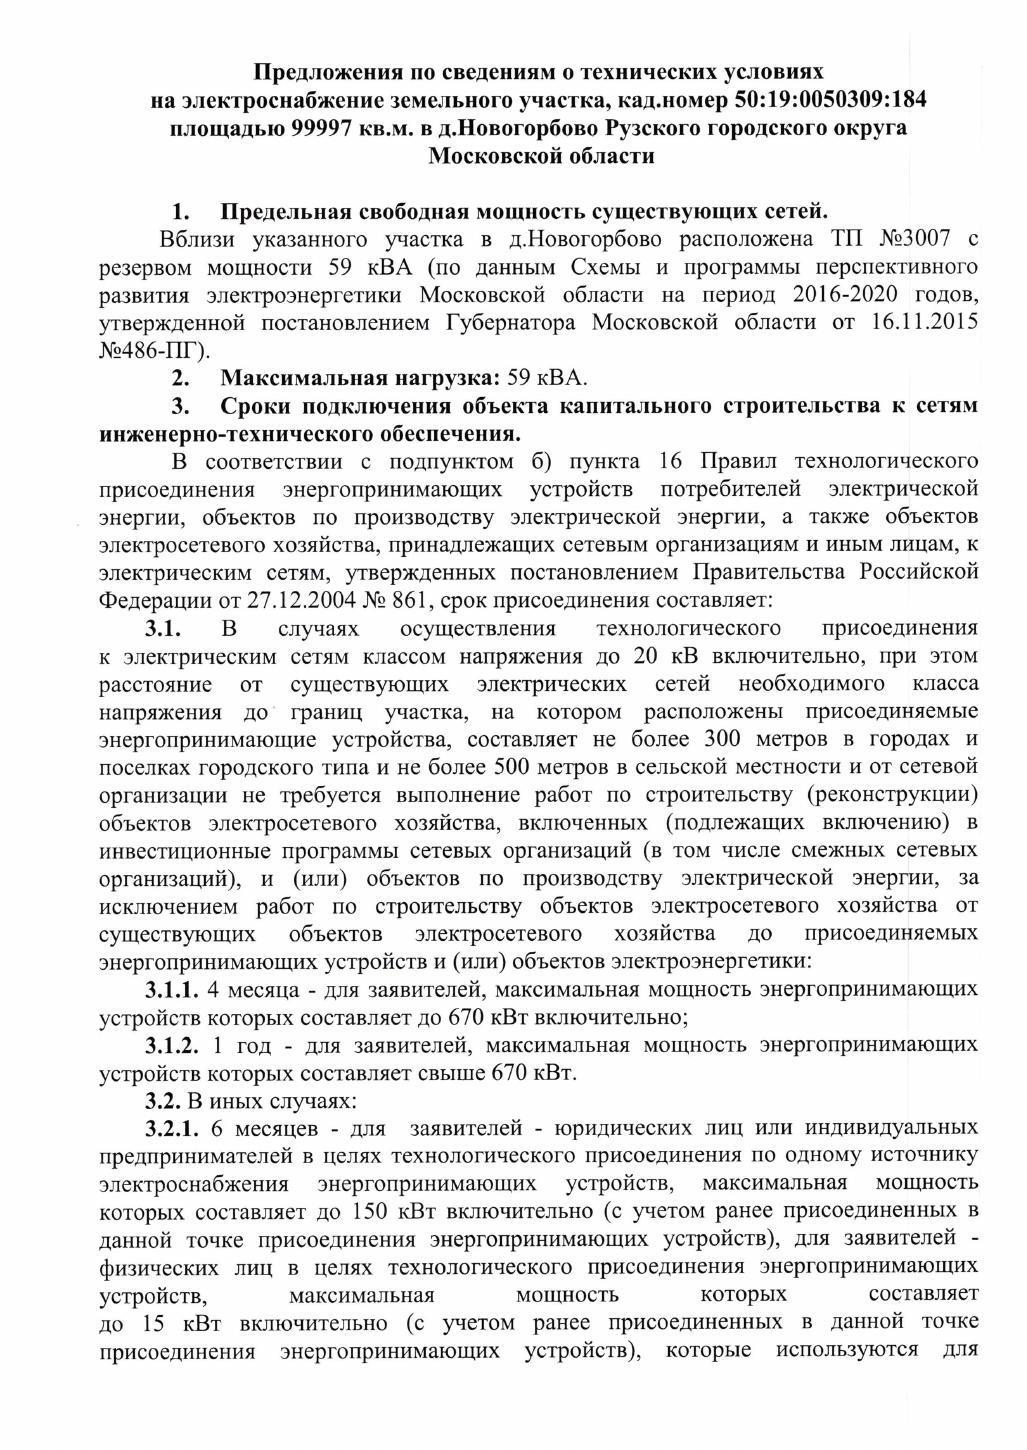 Предложения по сведениям о технических условиях
на электроснабжение земельного участка, кад.номер 50:19:0050309:184
площадью 99997 кв.м. в д.Новогорбово Рузского городского округа
Московской области
1. Предельная свободная мощность существующих сетей.
Вблизи указанного участка в д.Новогорбово расположена ТП №3007 с
резервом мощности 59 кВА (по данным Схемы и программы перспективного
развития электроэнергетики Московской области на период 2016-2020 годов,
утвержденной постановлением Губернатора Московской области от 16.11.2015
№486-ПГ).
2. Максимальная нагрузка: 59 кВА.
3. Сроки подключения объекта капитального строительства к сетям
инженерно-технического обеспечения.
В соответствии с подпунктом б) пункта 16 Правил технологического
присоединения энергопринимающих устройств потребителей электрической
энергии, объектов по производству электрической энергии, а также объектов
электросетевого хозяйства, принадлежащих сетевым организациям и иным лицам, к
электрическим сетям, утвержденных постановлением Правительства Российской
Федерации от 27.12.2004 № 861, срок присоединения составляет:
3.1. В случаях осуществления технологического присоединения
к электрическим сетям классом напряжения до 20 кВ включительно, при этом
расстояние от существующих электрических сетей необходимого класса
напряжения до границ участка, на котором расположены присоединяемые
энергопринимающие устройства, составляет не более 300 метров в городах и
поселках городского типа и не более 500 метров в сельской местности и от сетевой
организации не требуется выполнение работ по строительству (реконструкции)
объектов электросетевого хозяйства, включенных (подлежащих включению) в
инвестиционные программы сетевых организаций (в том числе смежных сетевых
организаций), и (или) объектов по производству электрической энергии, за
исключением работ по строительству объектов электросетевого хозяйства от
существующих объектов электросетевого хозяйства до присоединяемых
энергопринимающих устройств и (или) объектов электроэнергетики:
3.1.1. 4 месяца - для заявителей, максимальная мощность энергопринимающих
устройств которых составляет до 670 кВт включительно;
3.1.2. 1 год - для заявителей, максимальная мощность энергопринимающих
устройств которых составляет свыше 670 кВт.
3.2. В иных случаях:
3.2.1. 6 месяцев - для заявителей - юридических лиц или индивидуальных
предпринимателей в целях технологического присоединения по одному источнику
электроснабжения энергопринимающих устройств, максимальная мощность
которых составляет до 150 кВт включительно (с учетом ранее присоединенных в
данной точке присоединения энергопринимающих устройств), для заявителей -
физических лиц в целях технологического присоединения энергопринимающих
устройств, максимальная мощность которых составляет
до 15 кВт включительно (с учетом ранее присоединенных в данной точке
присоединения энергопринимающих устройств), которые используются для